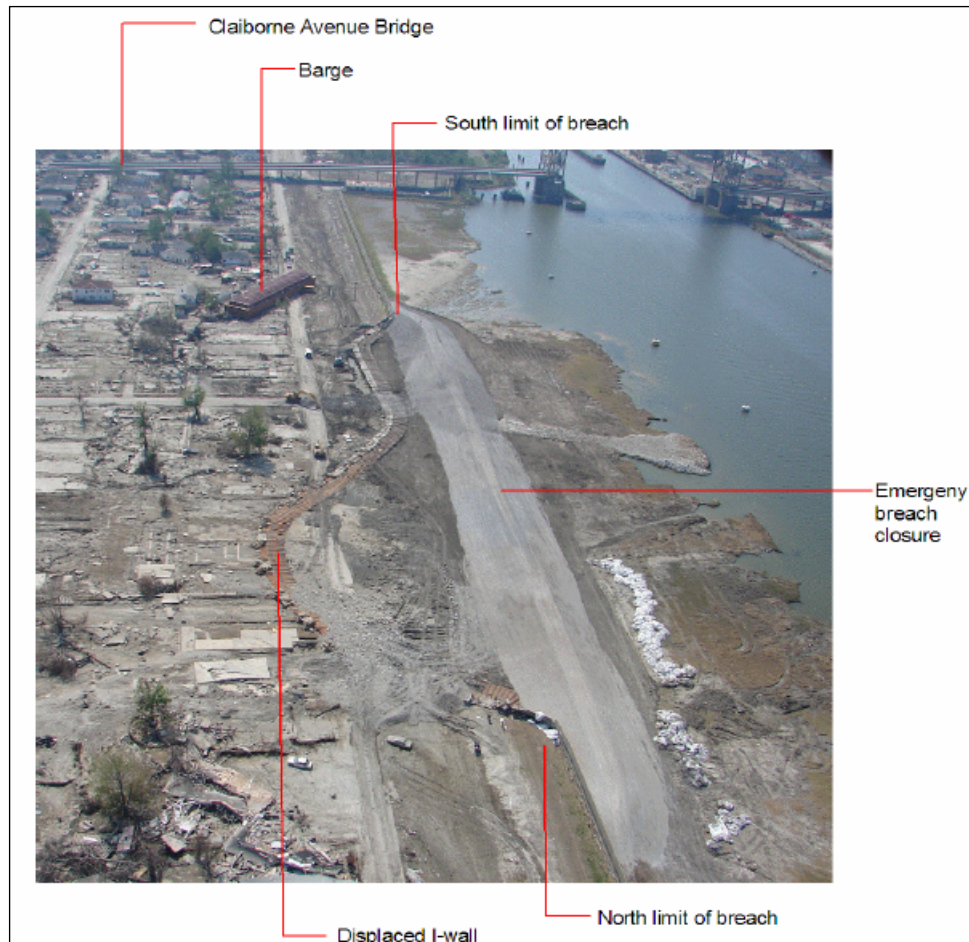 Claiborne Avenue Bridge
Barge
South limit of breach
Emergeny
breach
closure
North limit of breach
Displaced I-wall